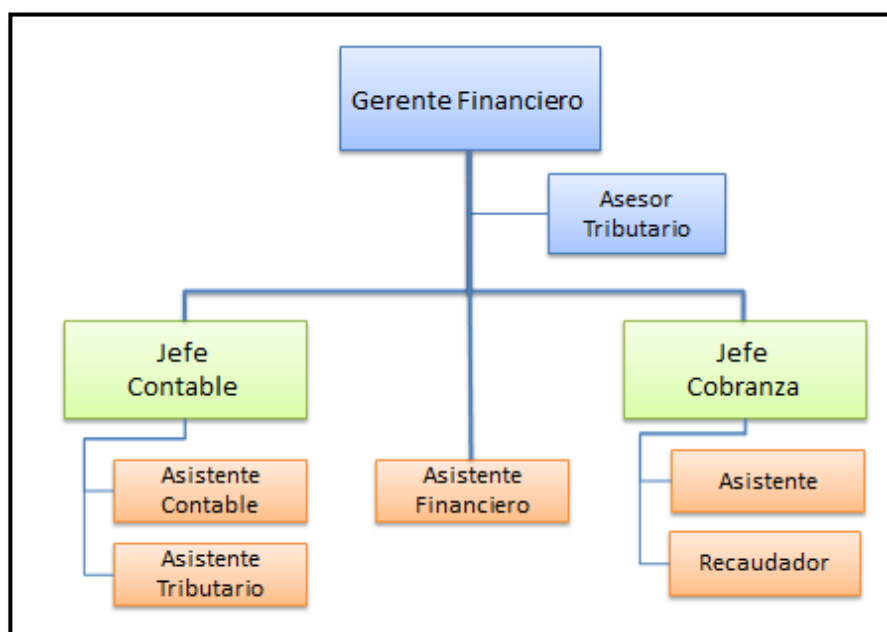 Gerente Financiero
Asesor
Tributario
Jefe
Contable
Jefe
Cobranza
Asistente
Contable
Asistente
Financiero
Asistente
Asistente
Tributario
Recaudador